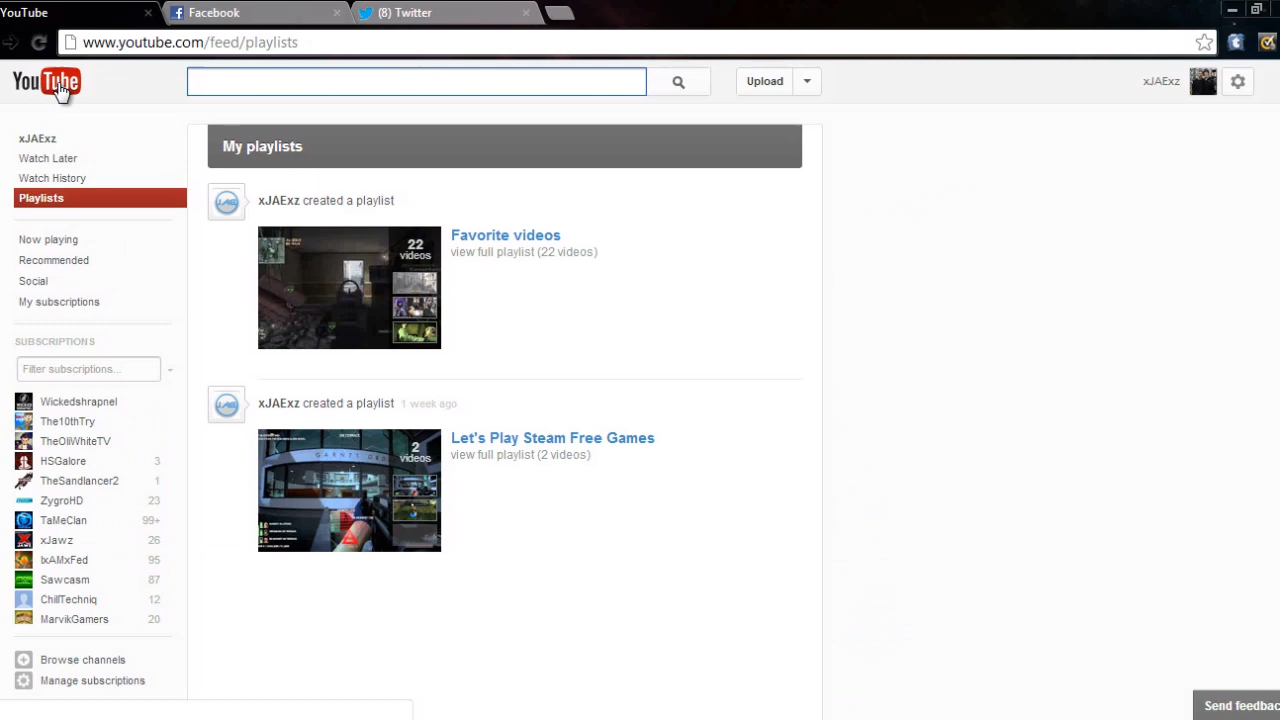 YouTube
Facebook
(8) Twitter
www.youtube.com/feed/playlists
YouTube
Upload
xJAExz
xJAExz
Watch Later
Watch History
Playlists
Now playing
Recommended
Social
My subscriptions
SUBSCRIPTIONS
Filter subscriptions...
Wickedshrapnel
The10thTry
TheOliWhiteTV
HSGalore 3
TheSandlancer2 1
ZygroHD 23
TaMeClan 99+
xJawz 26
IxAMxFed 95
Sawcasm 87
ChillTechniq 12
MarvikGamers 20
Browse channels
Manage subscriptions
My playlists
xJAExz created a playlist
22 videos
Favorite videos
view full playlist (22 videos)
xJAExz created a playlist 1 week ago
2 videos
Let's Play Steam Free Games
view full playlist (2 videos)
Send feedbac